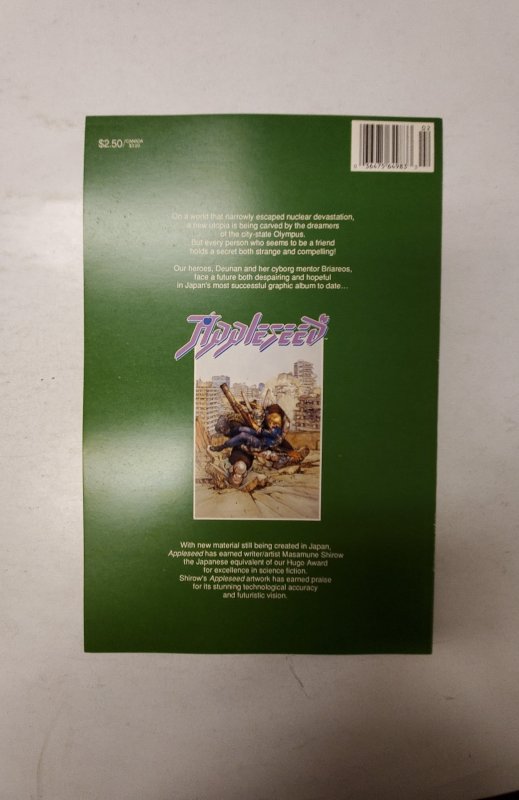 $2.50/CANADA
02
On a world that narrowly escaped nuclear devastation,
a new utopia is being carved by the dreamers
of the city-state Olympus.
But every person who seems to be a friend
holds a secret both strange and compelling!
Our heroes, Deunan and her cyborg mentor Briareos,
face a future both despairing and hopeful
in Japan's most successful graphic album to date...
Appleseed
With new material still being created in Japan,
Appleseed has earned writer/artist Masamune Shirow
the Japanese equivalent of our Hugo Award
for excellence in science fiction.
Shirow's Appleseed artwork has earned praise
for its stunning technological accuracy
and futuristic vision.